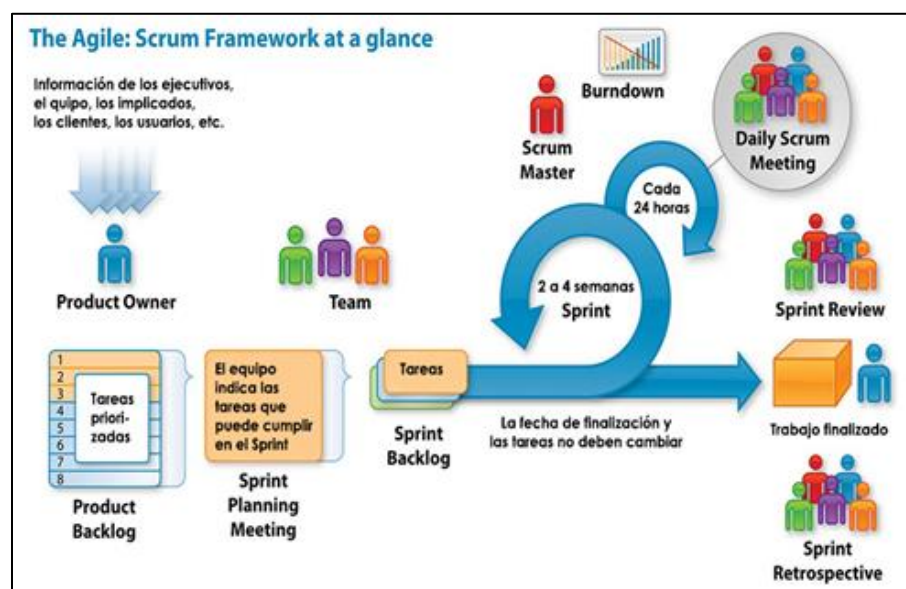 The Agile: Scrum Framework at a glance
Información de los ejecutivos,
el quipo, los implicados,
los clientes, los usuarios, etc.
Burndown
Scrum
Master
Daily Scrum
Meeting
Cada
24 horas
Product Owner
Team
2 a 4 semanas
Sprint
Sprint Review
1
2
3
4
5
6
7
8
Tareas
priori-
zadas
Product
Backlog
El equipo
indica las
tareas que
puede cumplir
en el Sprint
Sprint
Planning
Meeting
Tareas
Sprint
Backlog
La fecha de finalización y
las tareas no deben cambiar
Trabajo finalizado
Sprint
Retrospective